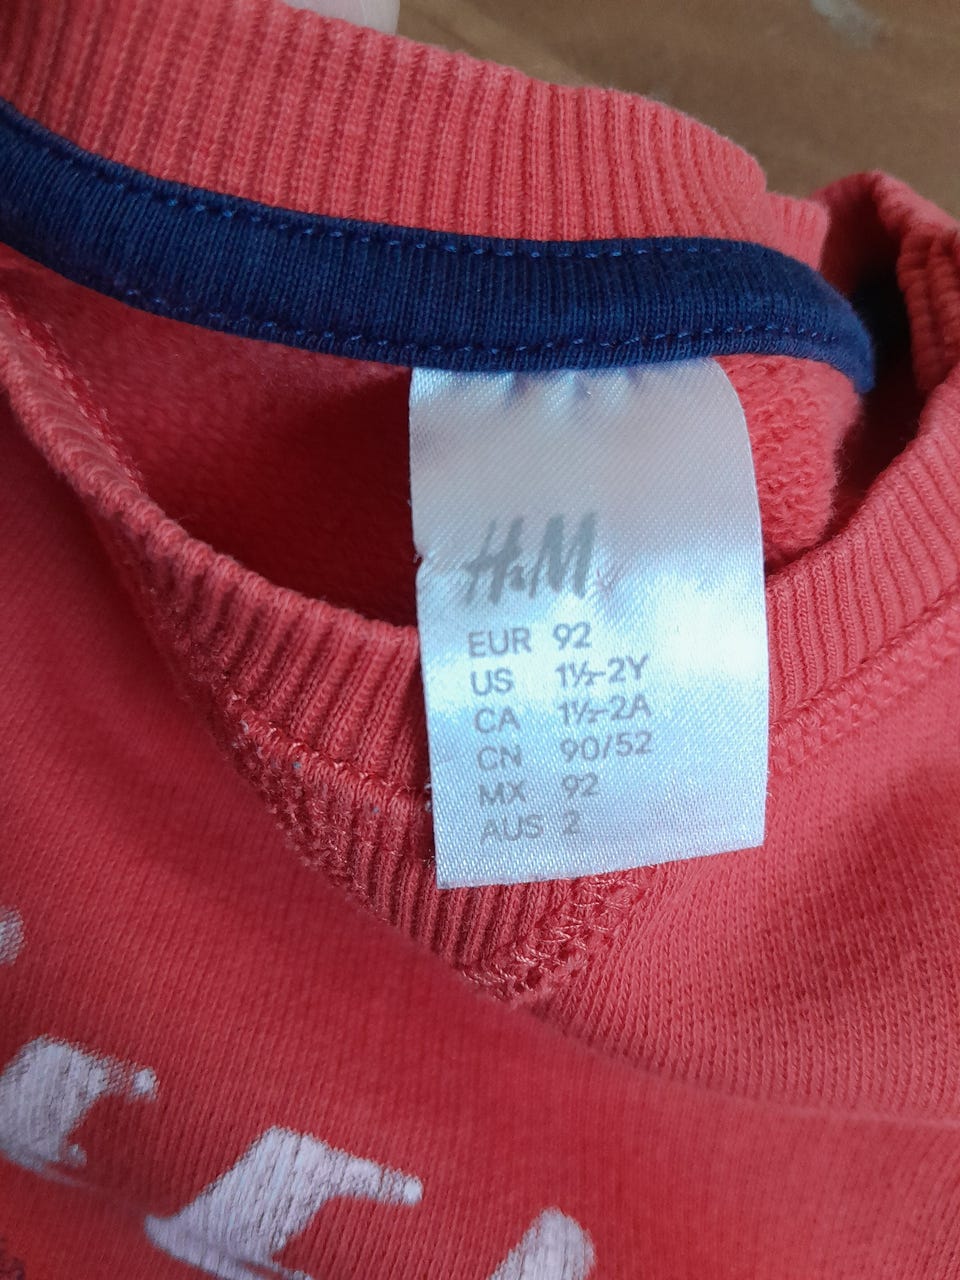 H&M
EUR 92
US 1½-2Y
CA 1½-2A
CN 90/52
MX 92
AUS 2